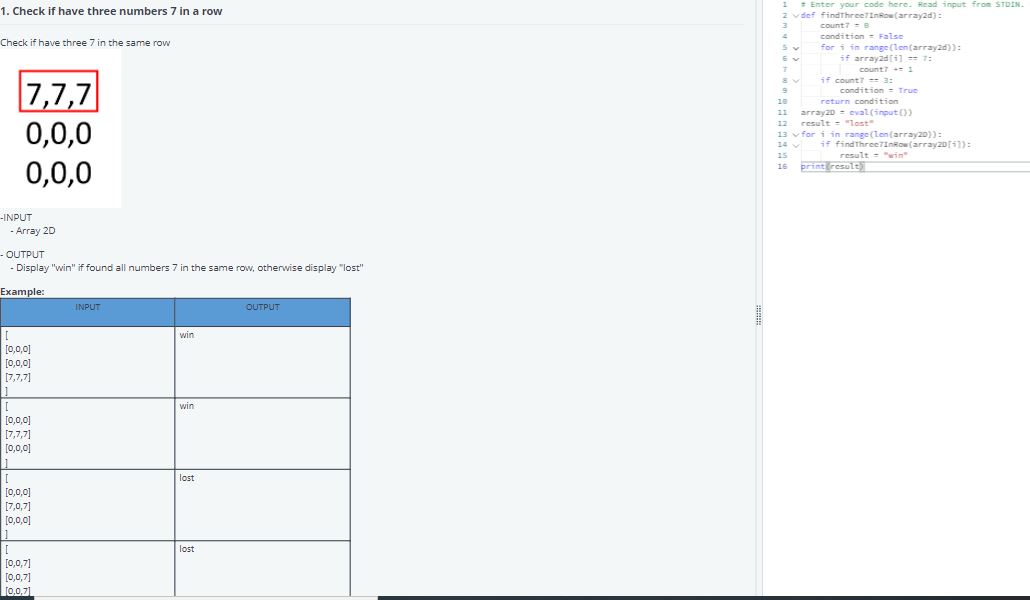 1. Check if have three numbers 7 in a row
Check if have three 7 in the same row
7,7,7
0,0,0
0,0,0
-INPUT
- Array 2D
- OUTPUT
- Display "win" if found all numbers 7 in the same row, otherwise display "lost"
Example:
INPUT OUTPUT
[ win
[0,0,0]
[0,0,0]
[7,7,7]
]
[ win
[0,0,0]
[7,7,7]
[0,0,0]
]
[ lost
[0,0,0]
[7,0,7]
[0,0,0]
]
[ lost
[0,0,7]
[0,0,7]
[0,0,7]
1 # Enter your code here. Read input from STDIN.
2 def findThree7InRow(array2d):
3 count7 = 0
4 condition = False
5 for i in range(len(array2d)):
6 if array2d[i] == 7:
7 count7 += 1
8 if count7 == 3:
9 condition = True
10 return condition
11 array2D = eval(input())
12 result = "lost"
13 for i in range(len(array2D)):
14 if findThree7InRow(array2D[i]):
15 result = "win"
16 print(result)